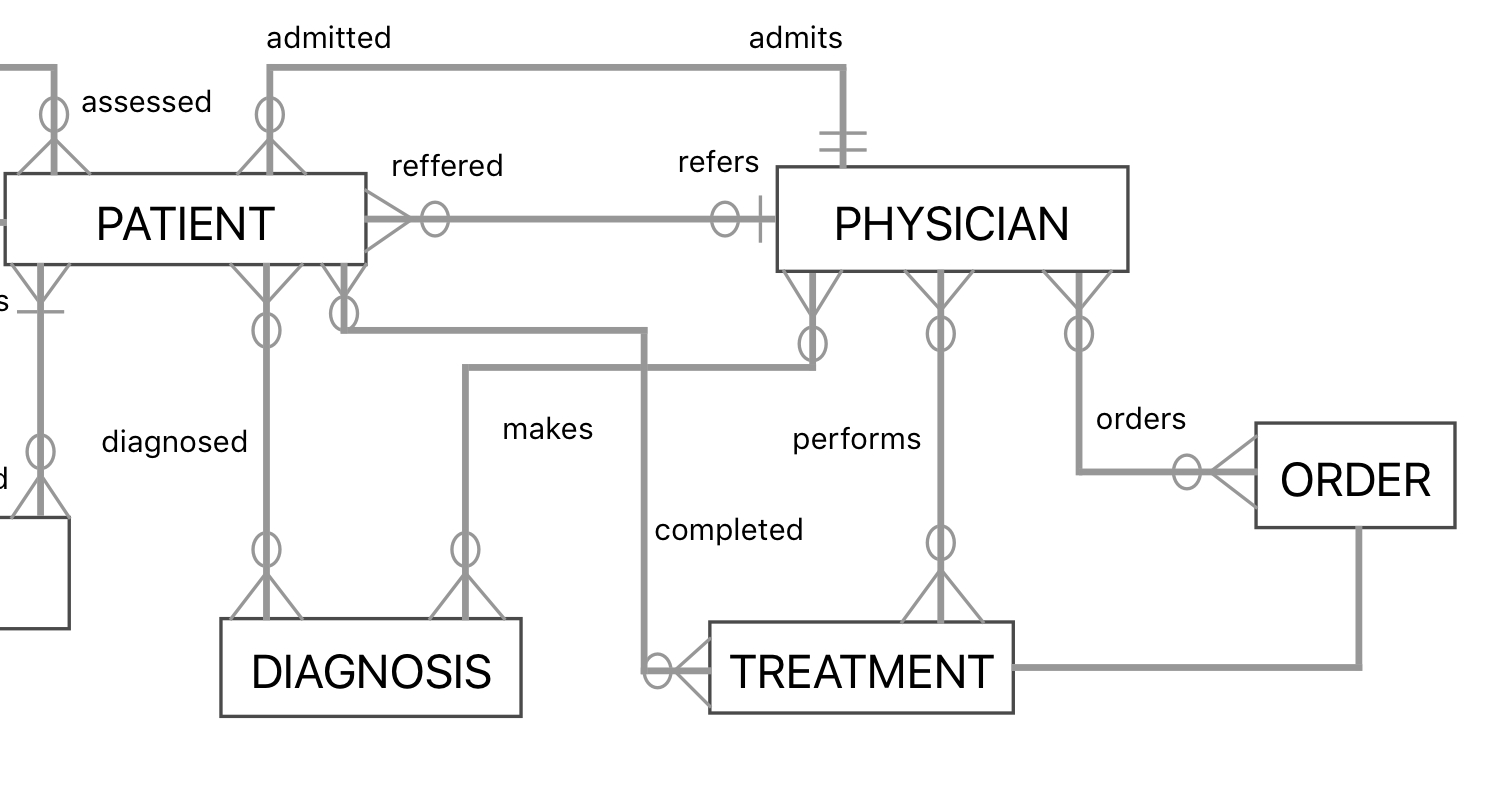 admitted
admits
assessed
reffered
refers
PATIENT
PHYSICIAN
s
diagnosed
makes
performs
orders
d
ORDER
completed
DIAGNOSIS
TREATMENT